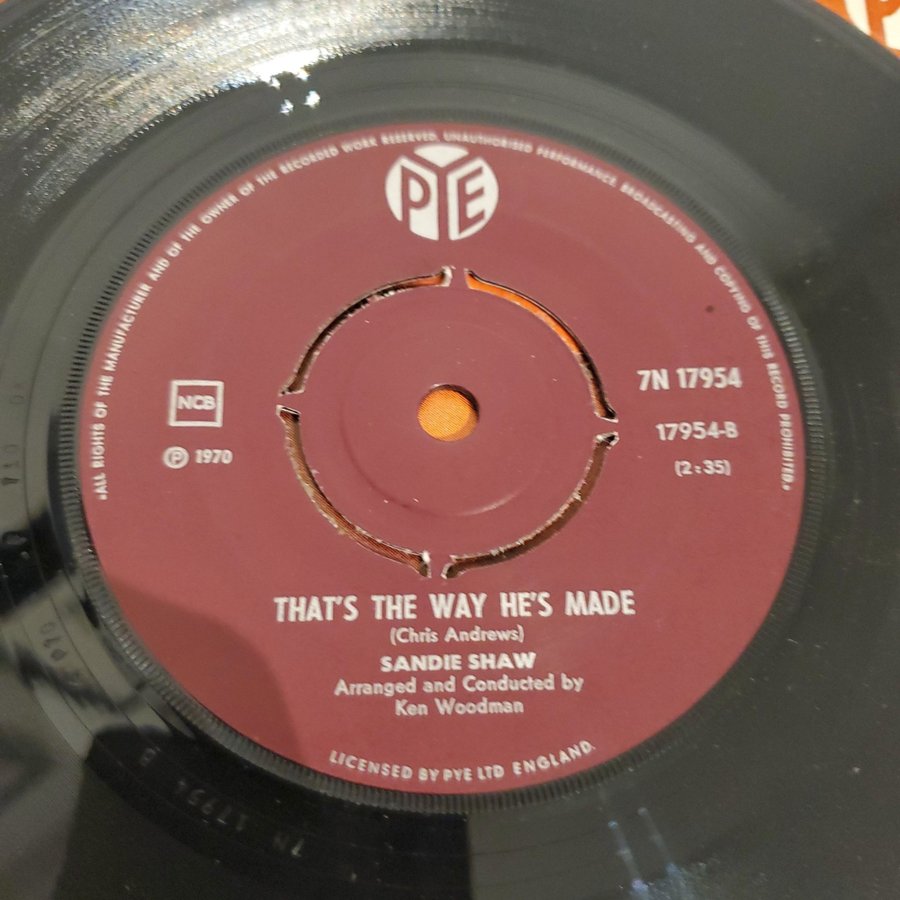 ALL RIGHTS OF THE MANUFACTURER AND OF THE OWNER OF THE RECORDED WORK RESERVED. UNAUTHORISED PERFORMANCE, BROADCASTING AND COPYING OF THIS RECORD PROHIBITED.
PYE
NCB
7N 17954
17954-B
℗ 1970
(2:35)
THAT'S THE WAY HE'S MADE
(Chris Andrews)
SANDIE SHAW
Arranged and Conducted by
Ken Woodman
LICENSED BY PYE LTD ENGLAND.